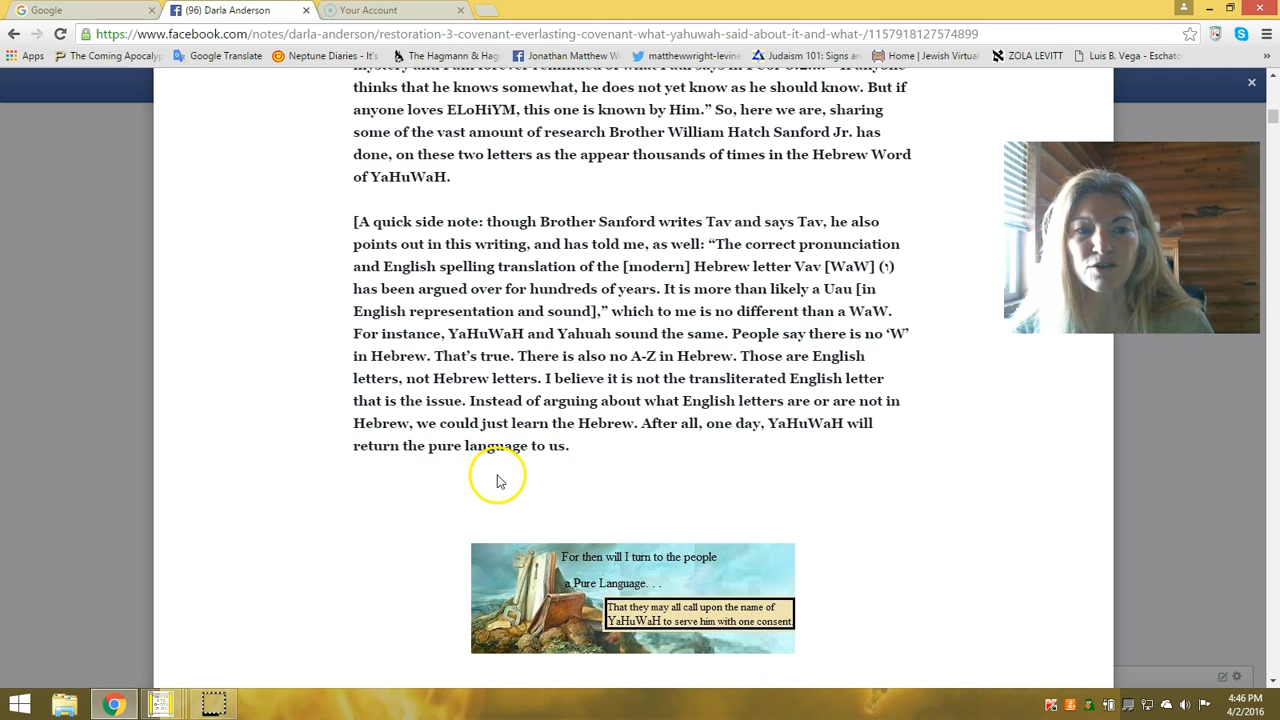 Google
(96) Darla Anderson
Your Account
https://www.facebook.com/notes/darla-anderson/restoration-3-covenant-everlasting-covenant-what-yahuwah-said-about-it-and-what-/1157918127574899
Apps
The Coming Apocalyp
Google Translate
Neptune Diaries - It's
The Hagmann and Ha
Jonathan Matthew W
matthewwright-levine
Judaism 101: Signs an
Home | Jewish Virtual
ZOLA LEVITT
Luis B. Vega - Eschato
thinks that he knows somewhat, he does not yet know as he should know. But if
anyone loves ELoHiYM, this one is known by Him.” So, here we are, sharing
some of the vast amount of research Brother William Hatch Sanford Jr. has
done, on these two letters as the appear thousands of times in the Hebrew Word
of YaHuWaH.
[A quick side note: though Brother Sanford writes Tav and says Tav, he also
points out in this writing, and has told me, as well: “The correct pronunciation
and English spelling translation of the [modern] Hebrew letter Vav [WaW] (ו)
has been argued over for hundreds of years. It is more than likely a Uau [in
English representation and sound],” which to me is no different than a WaW.
For instance, YaHuWaH and Yahuah sound the same. People say there is no ‘W’
in Hebrew. That’s true. There is also no A-Z in Hebrew. Those are English
letters, not Hebrew letters. I believe it is not the transliterated English letter
that is the issue. Instead of arguing about what English letters are or are not in
Hebrew, we could just learn the Hebrew. After all, one day, YaHuWaH will
return the pure language to us.
For then will I turn to the people
a Pure Language. . .
That they may all call upon the name of
YaHuWaH to serve him with one consent.
4:46 PM
4/2/2016